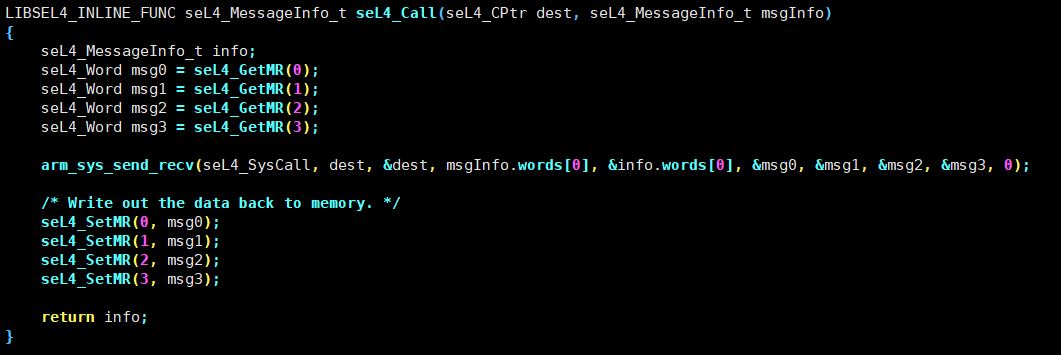 LIBSEL4_INLINE_FUNC seL4_MessageInfo_t seL4_Call(seL4_CPtr dest, seL4_MessageInfo_t msgInfo)
{
    seL4_MessageInfo_t info;
    seL4_Word msg0 = seL4_GetMR(0);
    seL4_Word msg1 = seL4_GetMR(1);
    seL4_Word msg2 = seL4_GetMR(2);
    seL4_Word msg3 = seL4_GetMR(3);

    arm_sys_send_recv(seL4_SysCall, dest, &dest, msgInfo.words[0], &info.words[0], &msg0, &msg1, &msg2, &msg3, 0);

    /* Write out the data back to memory. */
    seL4_SetMR(0, msg0);
    seL4_SetMR(1, msg1);
    seL4_SetMR(2, msg2);
    seL4_SetMR(3, msg3);

    return info;
}